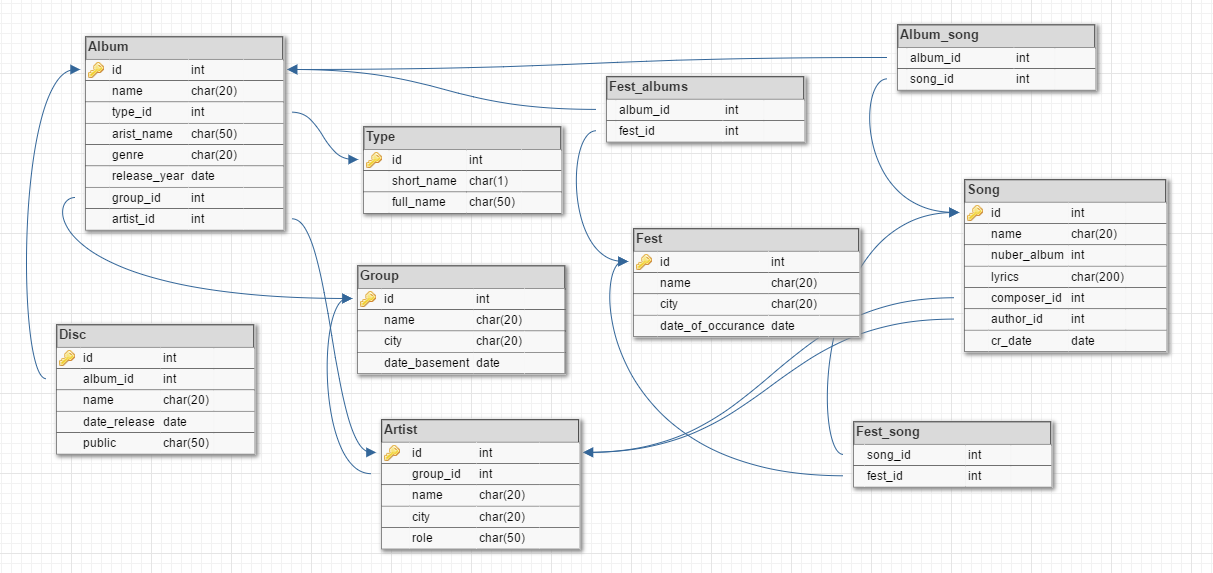 Album
id int
name char(20)
type_id int
arist_name char(50)
genre char(20)
release_year date
group_id int
artist_id int
Album_song
album_id int
song_id int
Fest_albums
album_id int
fest_id int
Type
id int
short_name char(1)
full_name char(50)
Song
id int
name char(20)
nuber_album int
lyrics char(200)
composer_id int
author_id int
cr_date date
Fest
id int
name char(20)
city char(20)
date_of_occurance date
Group
id int
name char(20)
city char(20)
date_basement date
Disc
id int
album_id int
name char(20)
date_release date
public char(50)
Artist
id int
group_id int
name char(20)
city char(20)
role char(50)
Fest_song
song_id int
fest_id int